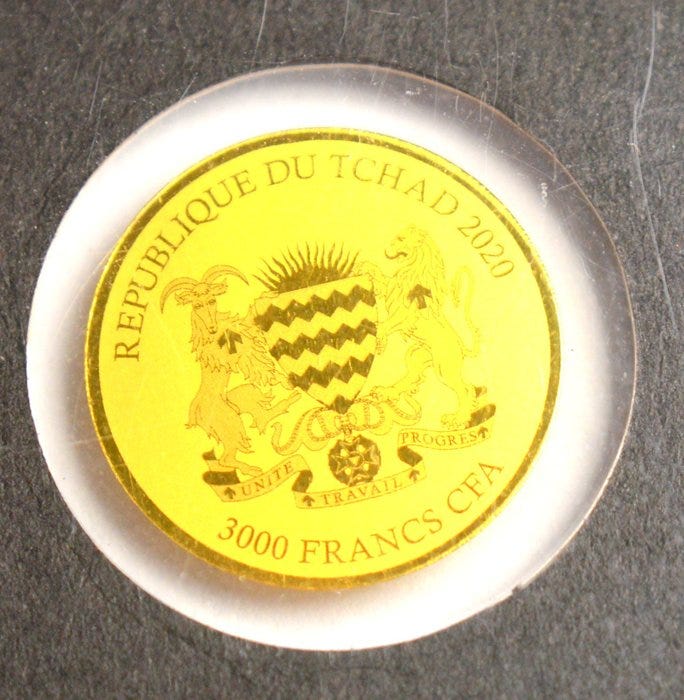 REPUBLIQUE DU TCHAD 2020
UNITE
TRAVAIL
PROGRES
3000 FRANCS CFA